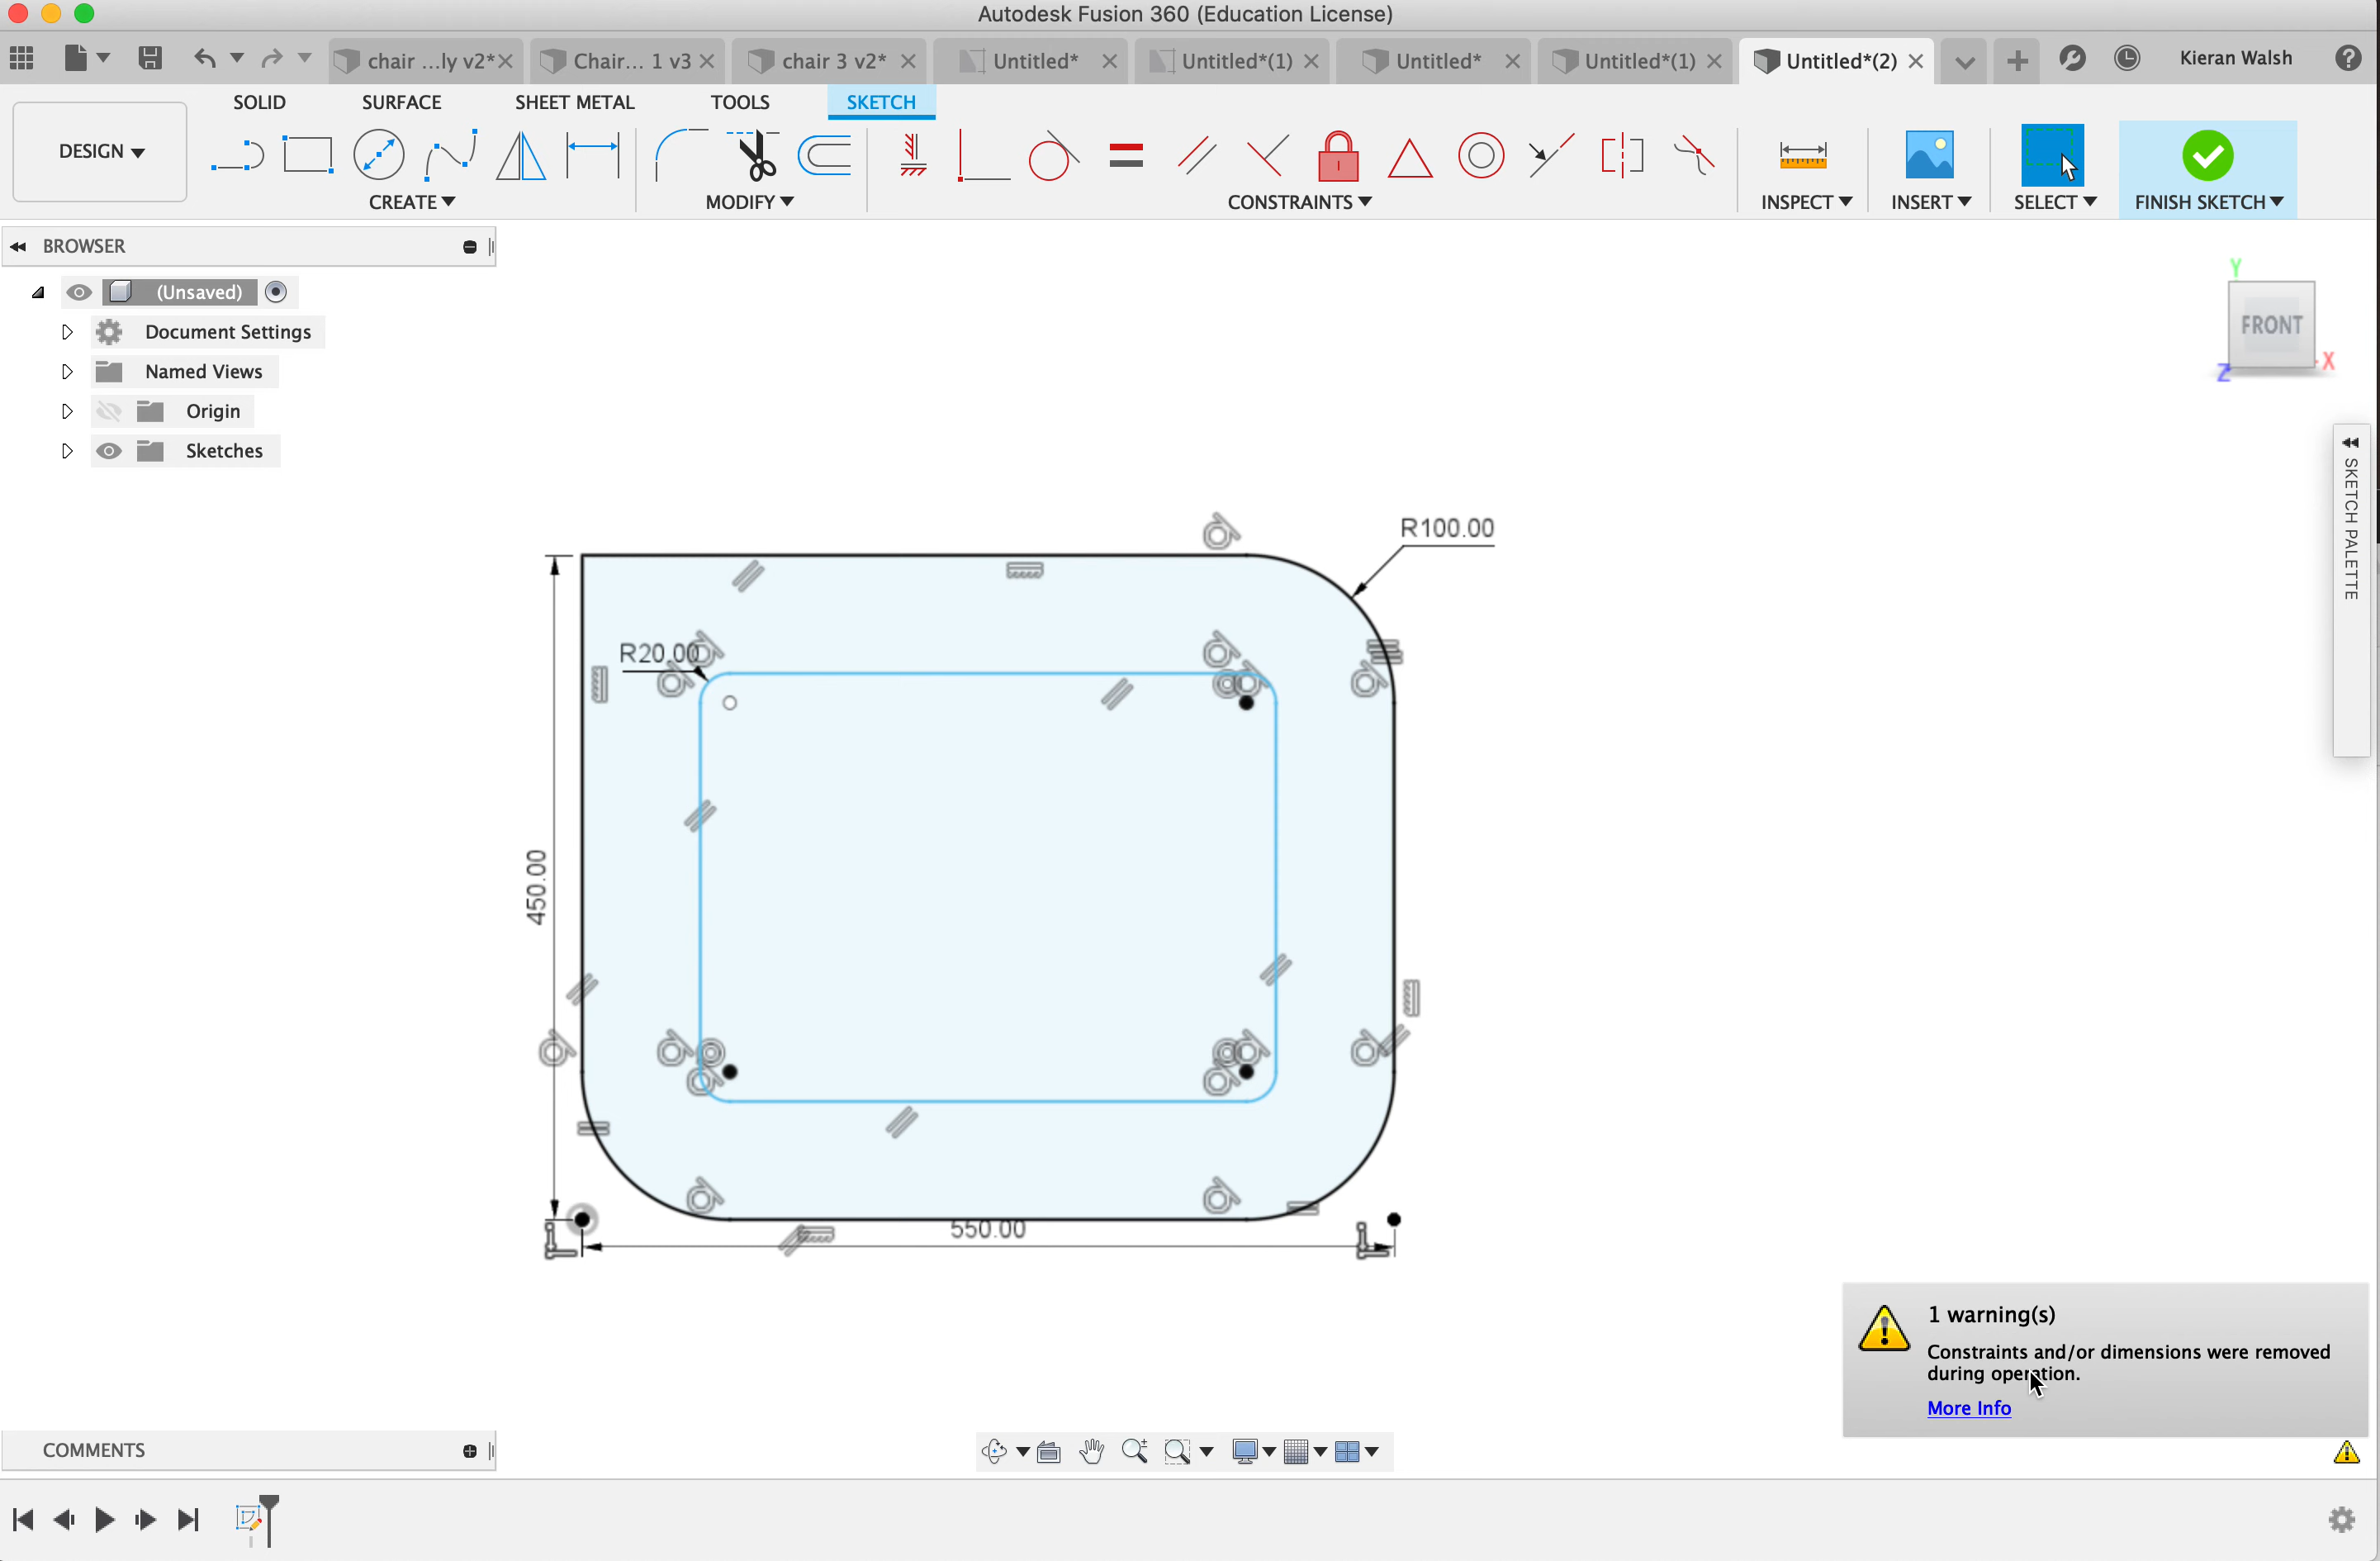 Autodesk Fusion 360 (Education License)
chair ...ly v2*
Chair... 1 v3
chair 3 v2*
Untitled*
Untitled*(1)
Untitled*
Untitled*(1)
Untitled*(2)
Kieran Walsh
SOLID
SURFACE
SHEET METAL
TOOLS
SKETCH
DESIGN
CREATE
MODIFY
CONSTRAINTS
INSPECT
INSERT
SELECT
FINISH SKETCH
BROWSER
(Unsaved)
Document Settings
Named Views
Origin
Sketches
Y
FRONT
X
Z
SKETCH PALETTE
R100.00
R20.00
450.00
550.00
1 warning(s)
Constraints and/or dimensions were removed
during operation.
More Info
COMMENTS